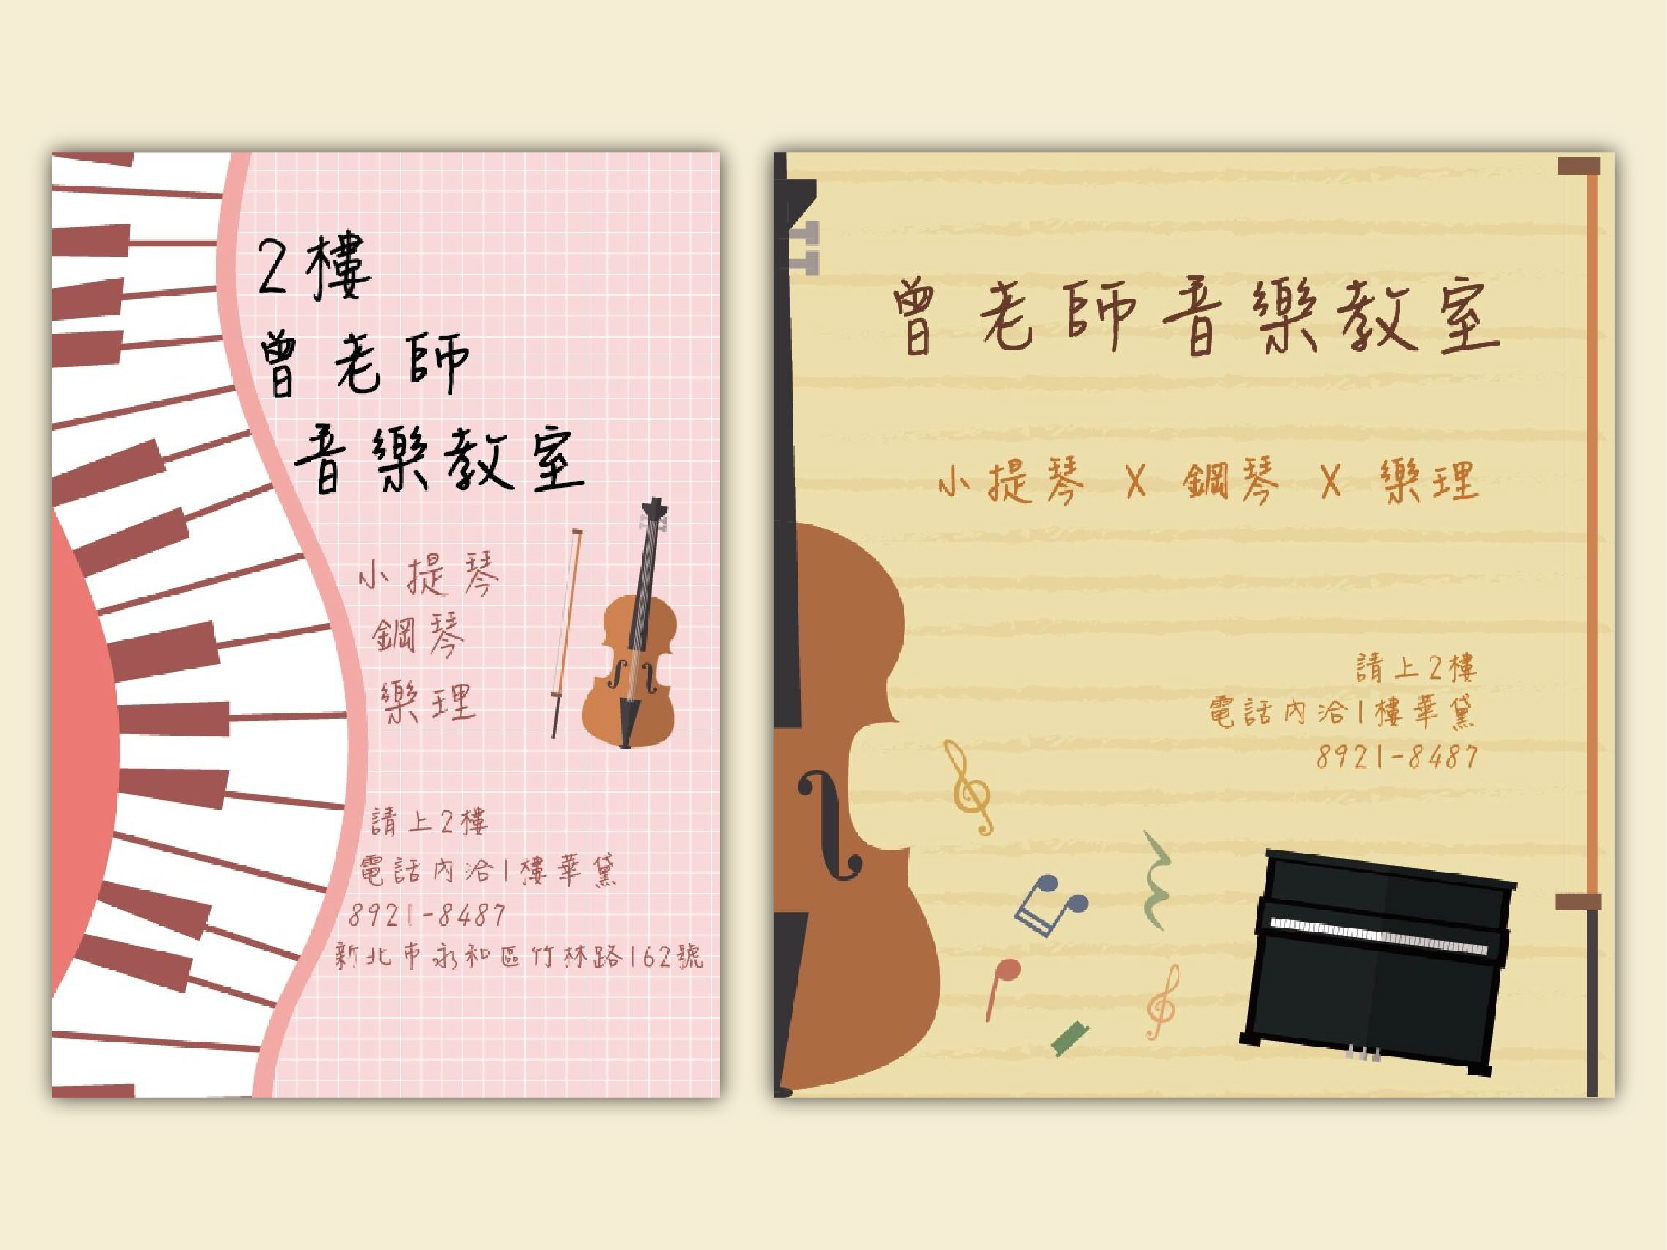 2樓
曾老師
音樂教室
小提琴
鋼琴
樂理
請上2樓
電話內洽1樓華黛
8921-8487
新北市永和區竹林路162號
曾老師音樂教室
小提琴 X 鋼琴 X 樂理
請上2樓
電話內洽1樓華黛
8921-8487